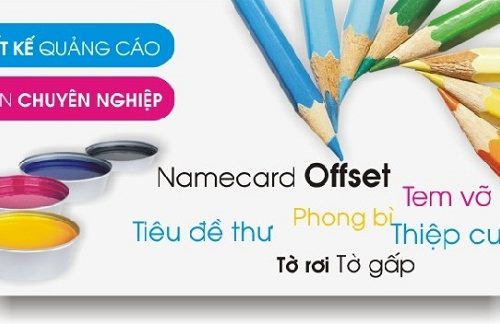 KẾ QUẢNG CÁO
CHUYÊN NGHIỆP
Namecard Offset
Tem vỡ
Phong bì
Tiêu đề thư
Thiệp
Tờ rơi Tờ gấp